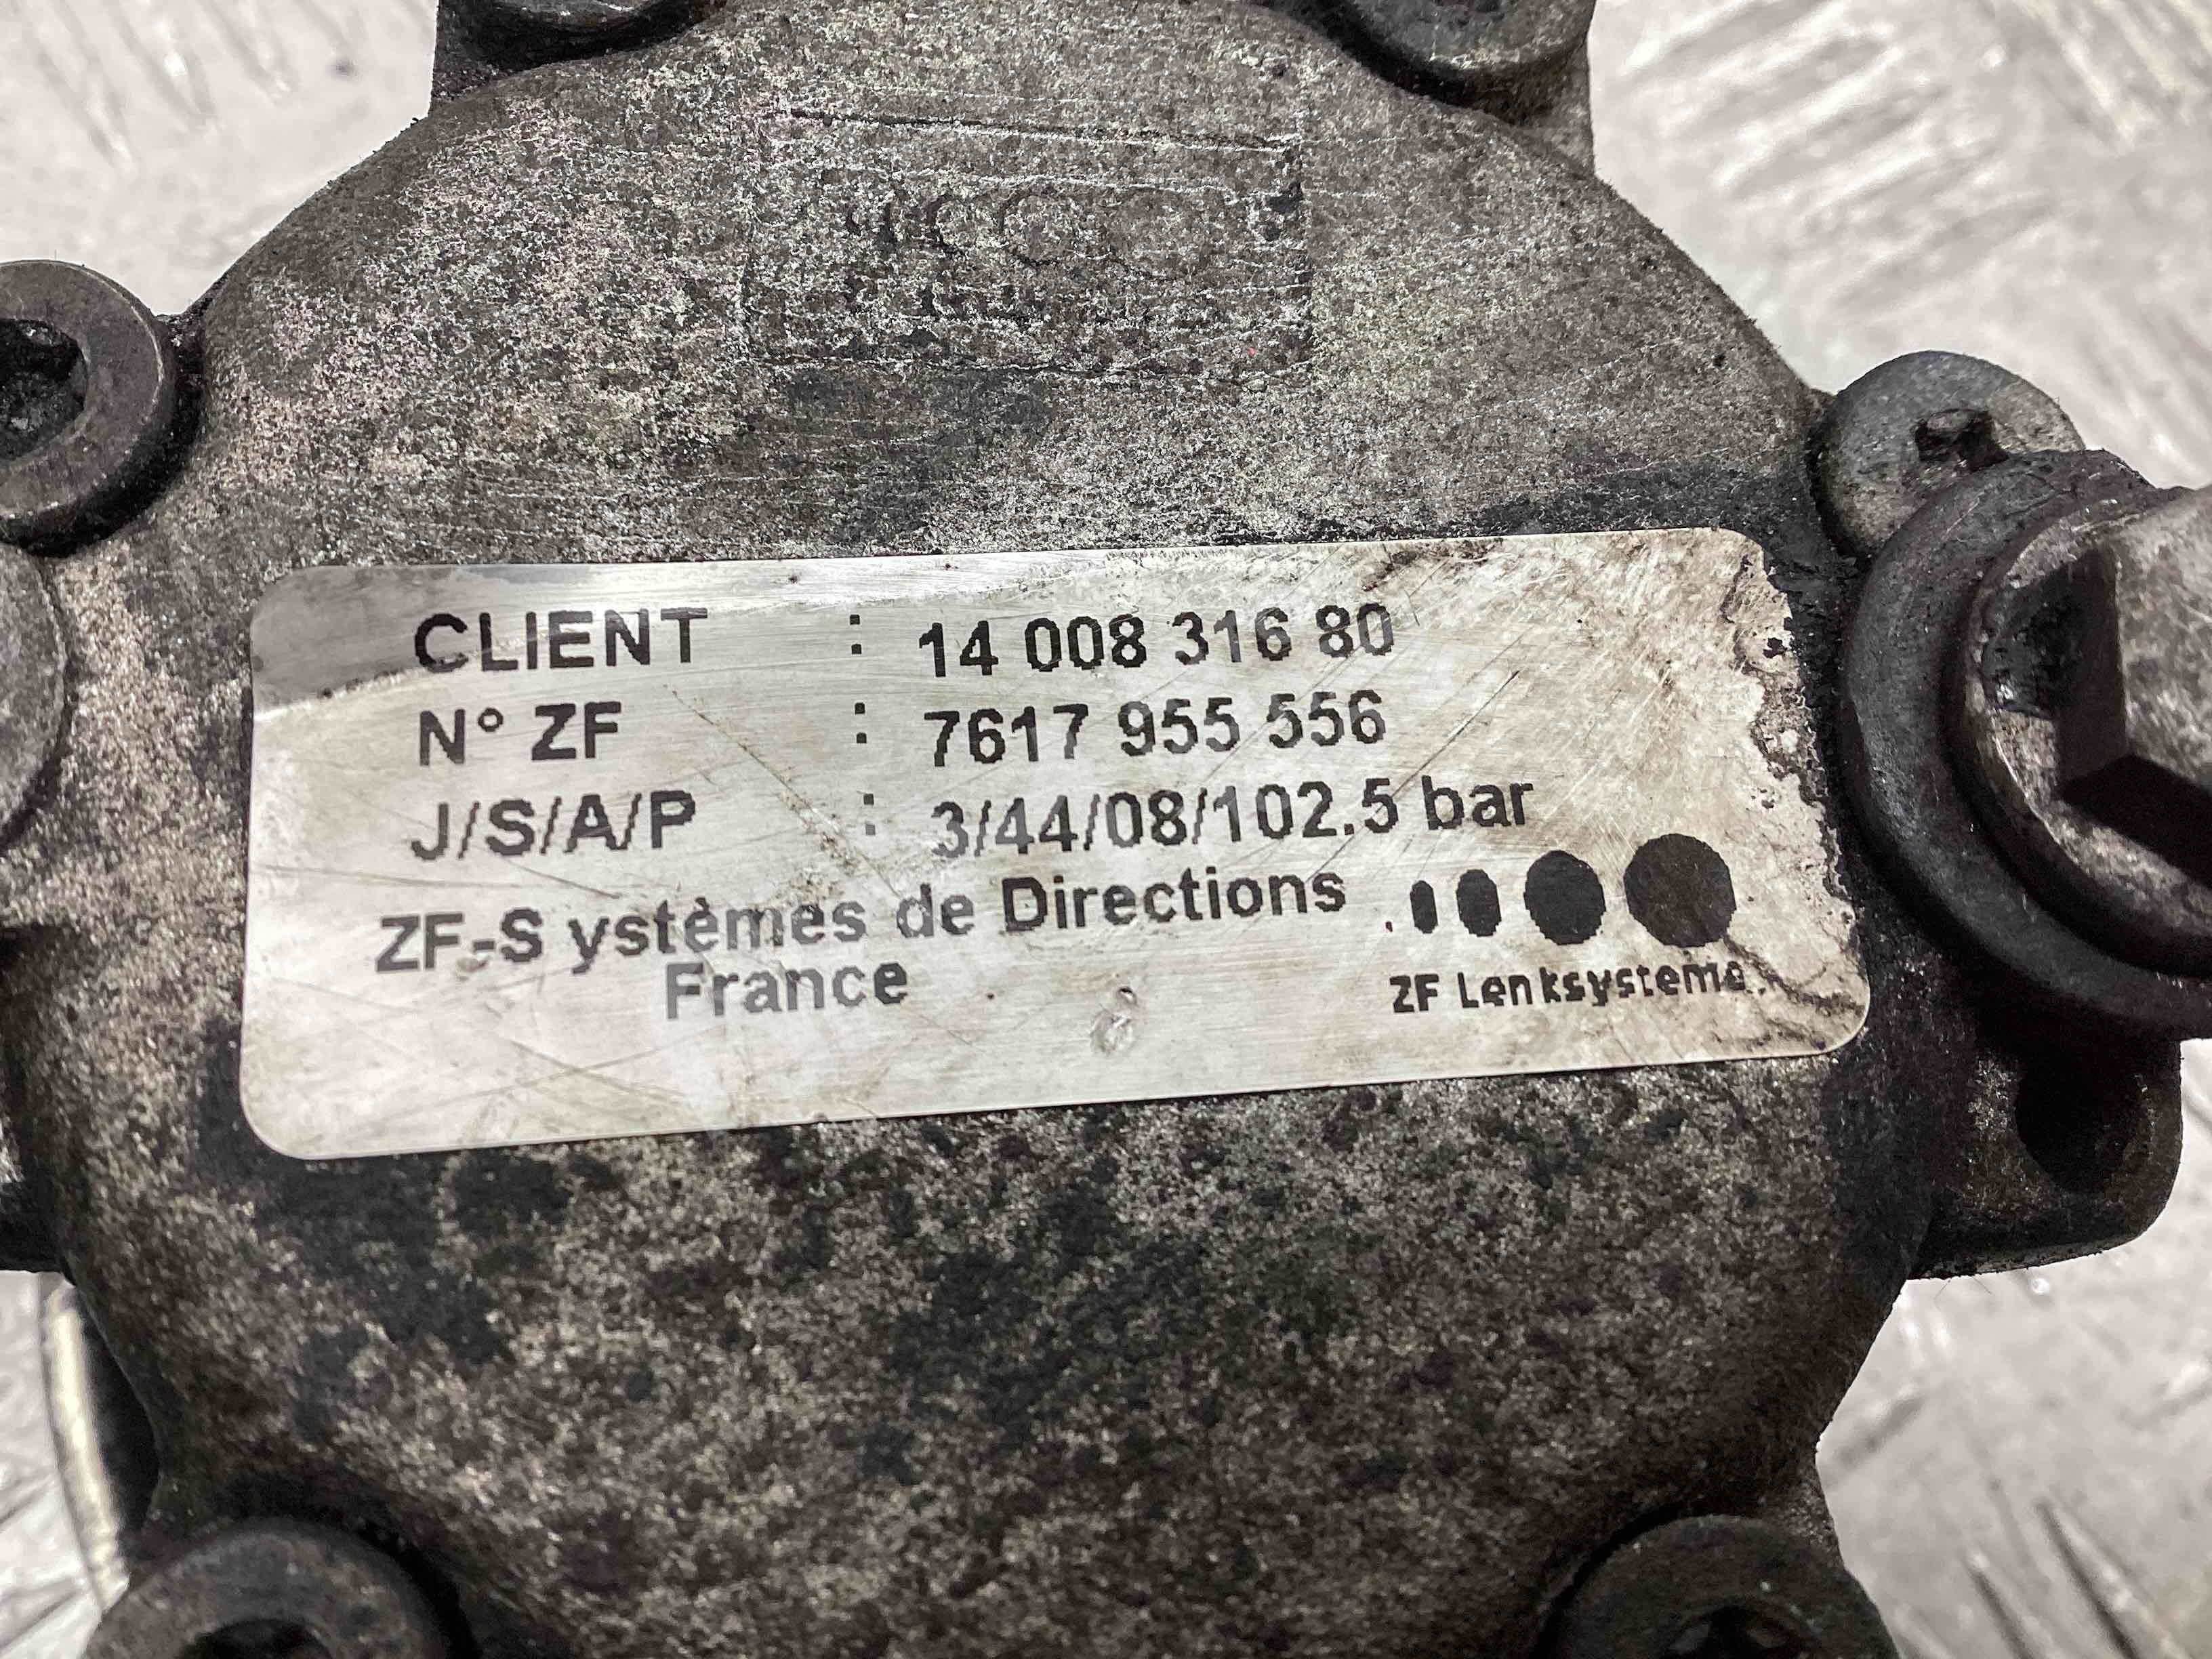 CLIENT : 14 008 316 80
N° ZF : 7617 955 556
J/S/A/P : 3/44/08/102.5 bar
ZF-S ystèmes de Directions
France
ZF Lenksysteme